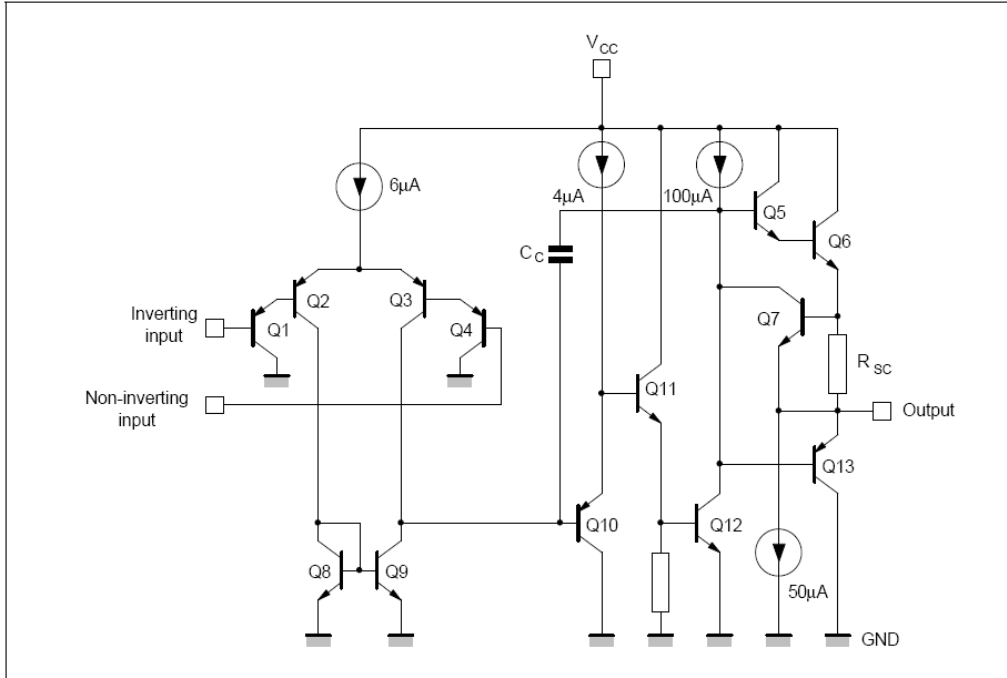 V CC
6µA
4µA
100µA
Q5
Q6
C C
Q2
Q3
Inverting
input
Q1
Q4
Q7
R SC
Non-inverting
input
Q11
Output
Q13
Q10
Q12
Q8
Q9
50µA
GND